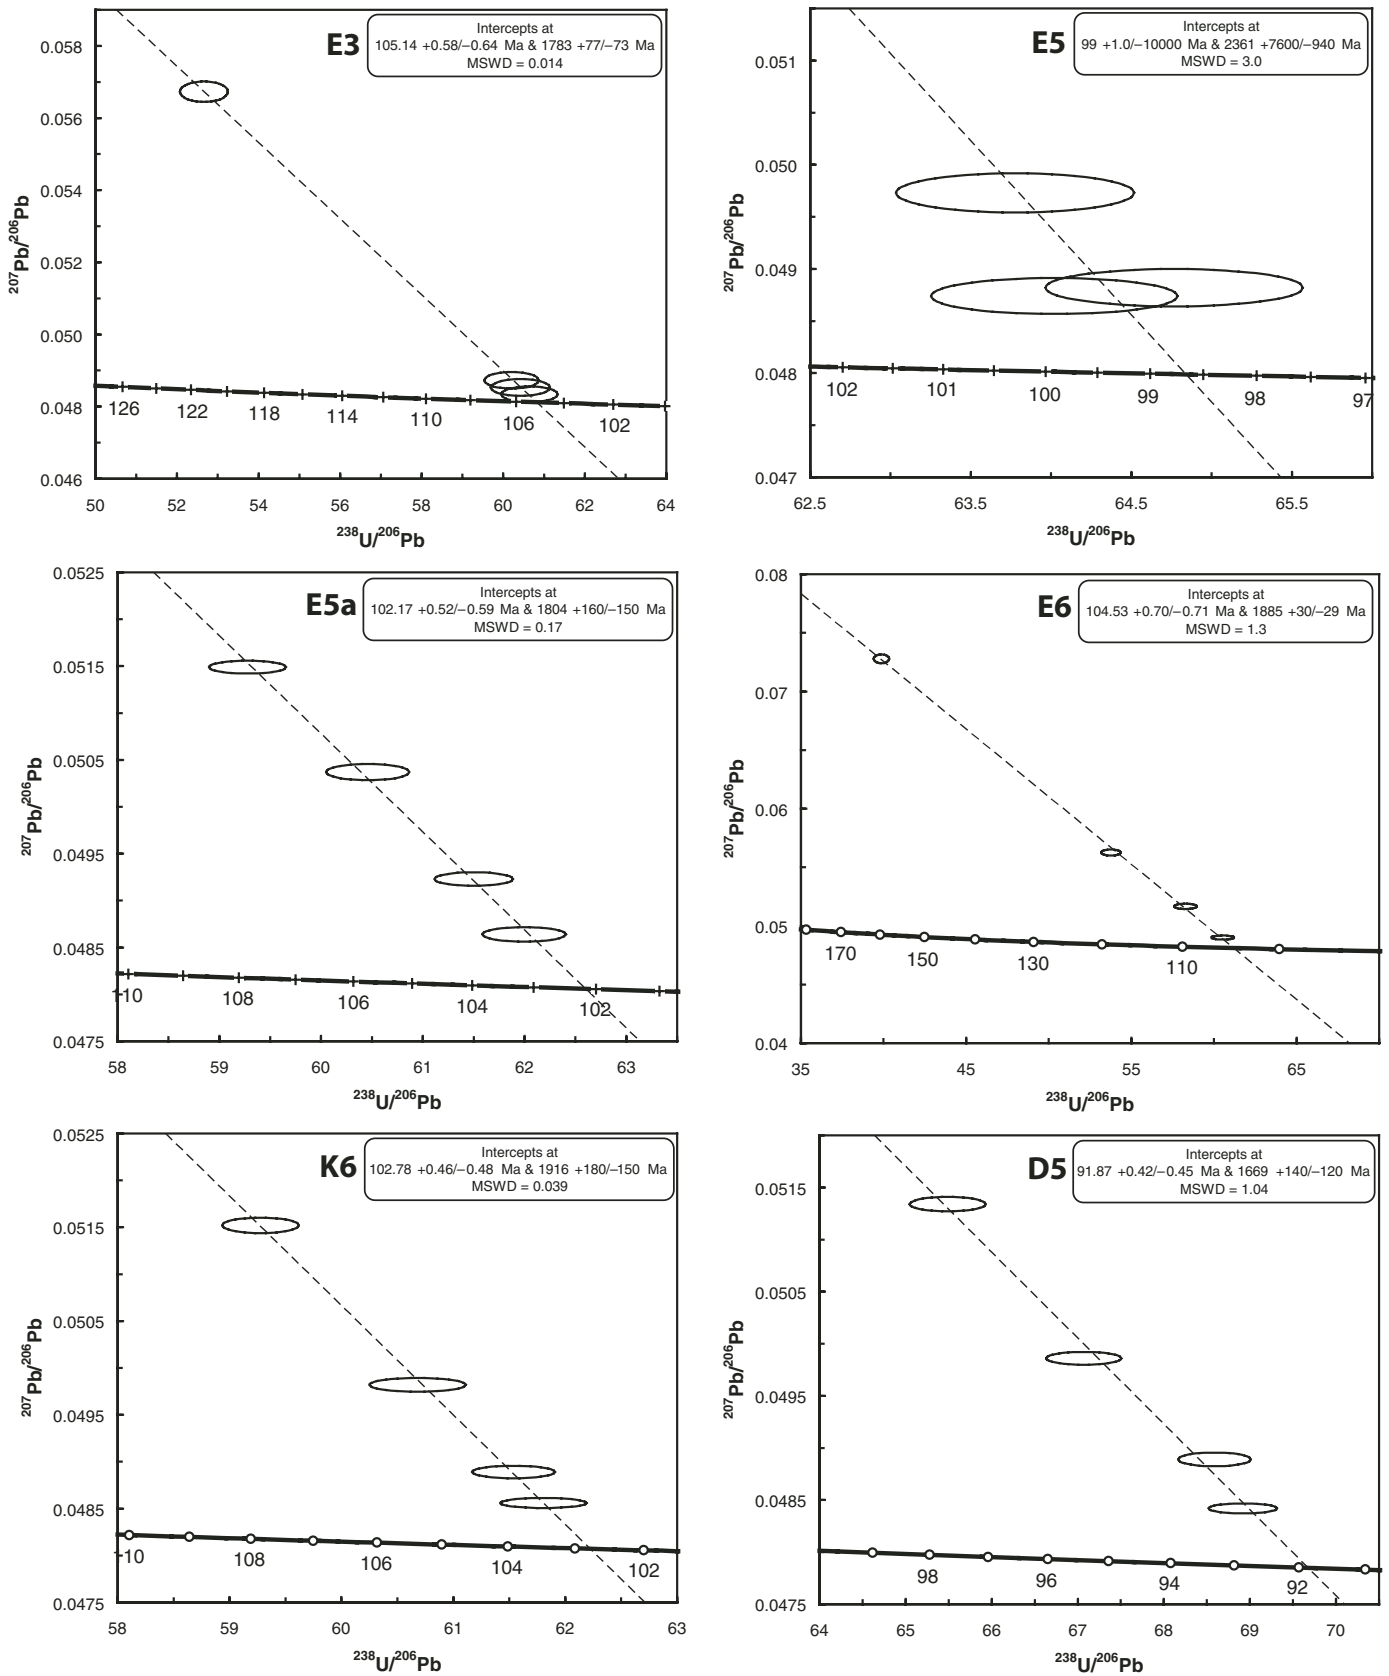 E3
Intercepts at
105.14 +0.58/−0.64 Ma & 1783 +77/−73 Ma
MSWD = 0.014
0.058
0.056
0.054
0.052
0.050
0.048
0.046
207Pb/206Pb
126 122 118 114 110 106 102
50 52 54 56 58 60 62 64
238U/206Pb
E5
Intercepts at
99 +1.0/−10000 Ma & 2361 +7600/−940 Ma
MSWD = 3.0
0.051
0.050
0.049
0.048
0.047
207Pb/206Pb
102 101 100 99 98 97
62.5 63.5 64.5 65.5
238U/206Pb
E5a
Intercepts at
102.17 +0.52/−0.59 Ma & 1804 +160/−150 Ma
MSWD = 0.17
0.0525
0.0515
0.0505
0.0495
0.0485
0.0475
207Pb/206Pb
110 108 106 104 102
58 59 60 61 62 63
238U/206Pb
E6
Intercepts at
104.53 +0.70/−0.71 Ma & 1885 +30/−29 Ma
MSWD = 1.3
0.08
0.07
0.06
0.05
0.04
207Pb/206Pb
170 150 130 110
35 45 55 65
238U/206Pb
K6
Intercepts at
102.78 +0.46/−0.48 Ma & 1916 +180/−150 Ma
MSWD = 0.039
0.0525
0.0515
0.0505
0.0495
0.0485
0.0475
207Pb/206Pb
110 108 106 104 102
58 59 60 61 62 63
238U/206Pb
D5
Intercepts at
91.87 +0.42/−0.45 Ma & 1669 +140/−120 Ma
MSWD = 1.04
0.0515
0.0505
0.0495
0.0485
0.0475
207Pb/206Pb
98 96 94 92
64 65 66 67 68 69 70
238U/206Pb